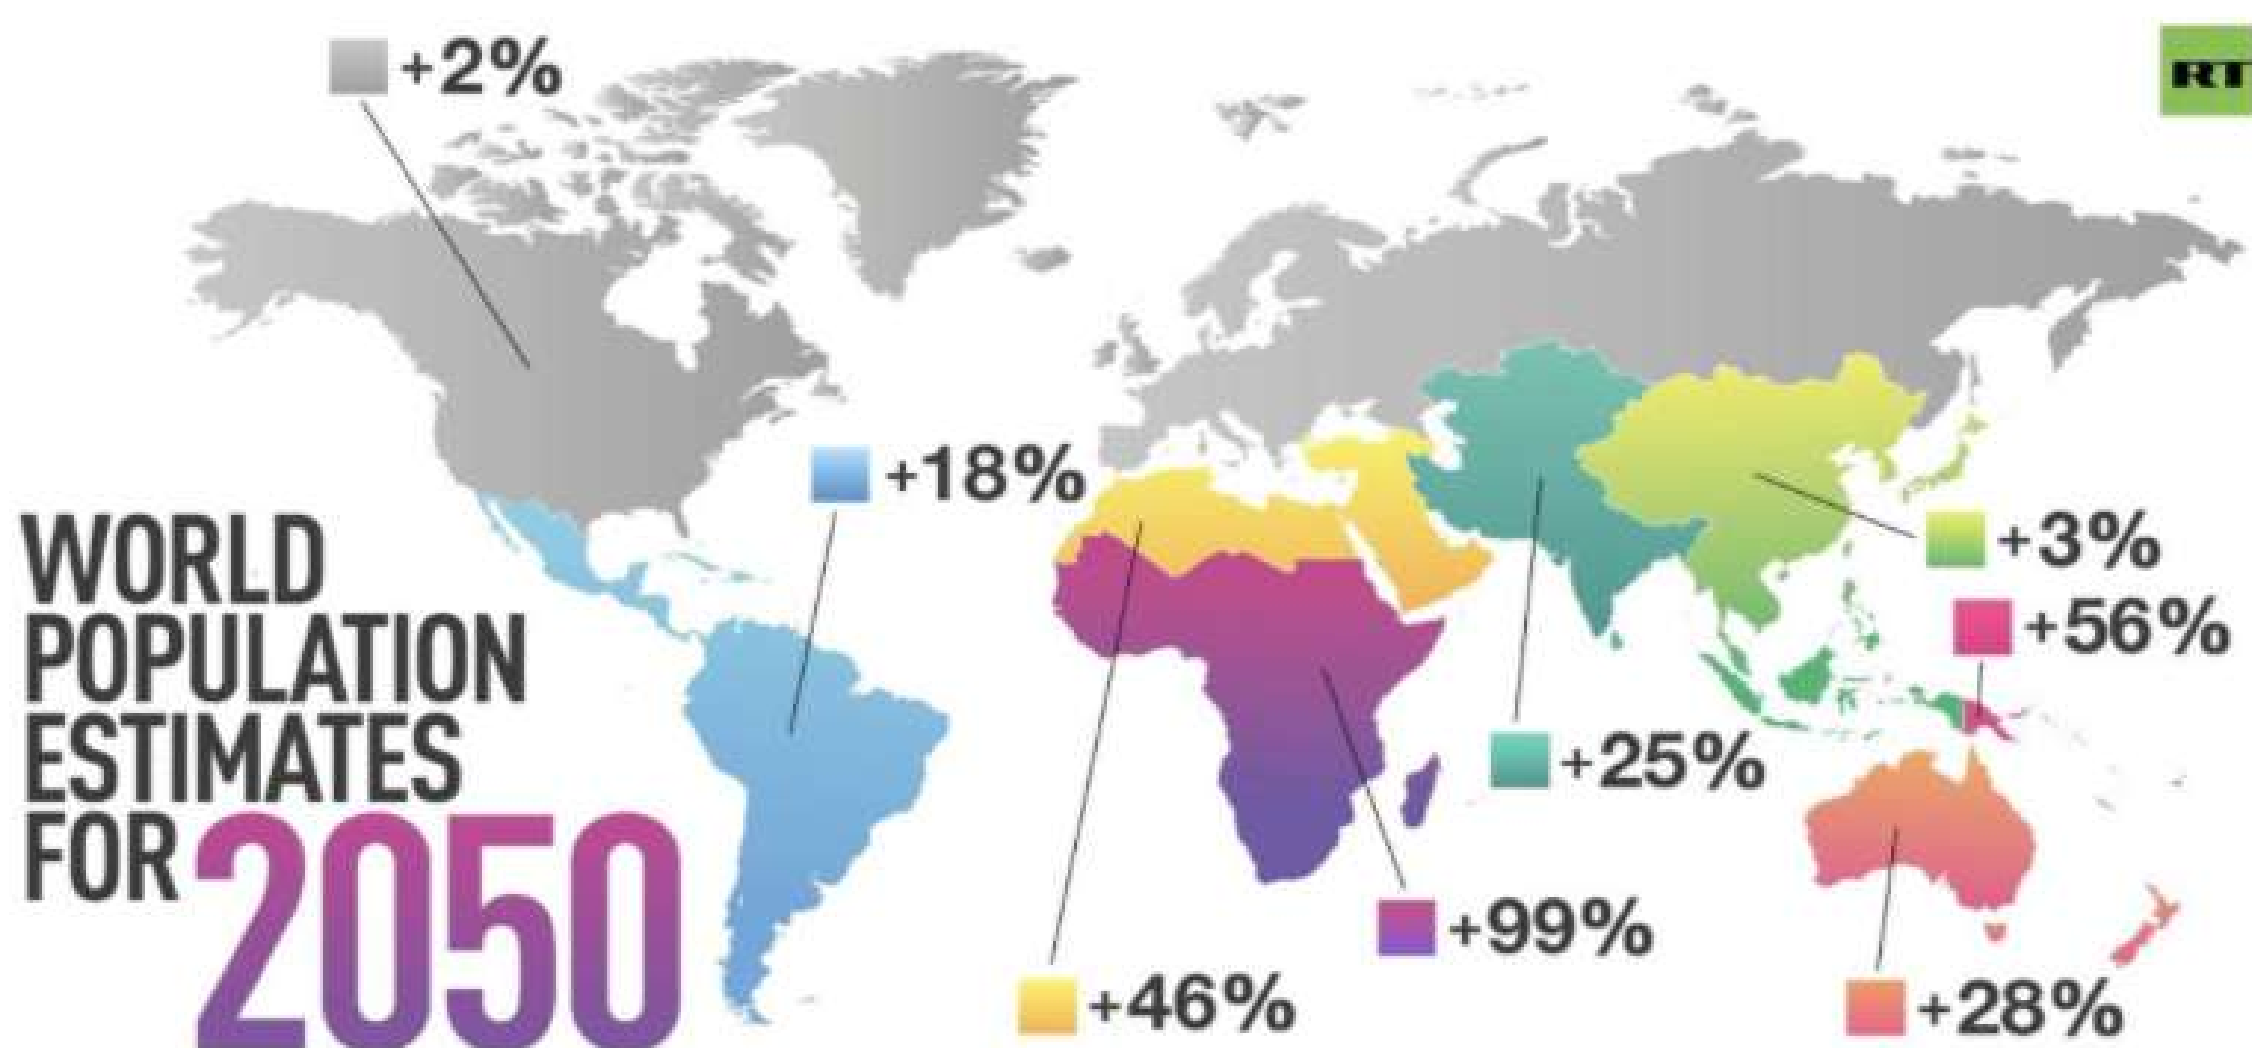 +2%
RT
+18%
WORLD
POPULATION
ESTIMATES
FOR 2050
+3%
+56%
+25%
+99%
+46%
+28%